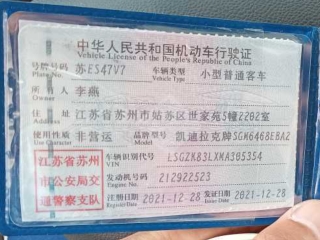 中华人民共和国机动车行驶证
Vehicle License of the People's Republic of China
号牌号码 苏ES47V7 车辆类型 小型普通客车
Plate No. Vehicle Type
所有人 李燕
Owner
住址 江苏省苏州市姑苏区世家苑5幢2202室
Address
使用性质 非营运 品牌型号 凯迪拉克牌SGM6468EBA2
Use Character Model
江苏省苏州
市公安局交
通警察支队
车辆识别代号 LSGZK83LXMA305354
VIN
发动机号码 212922523
Engine No.
注册日期 2021-12-28 发证日期 2021-12-28
Register Date Issue Date